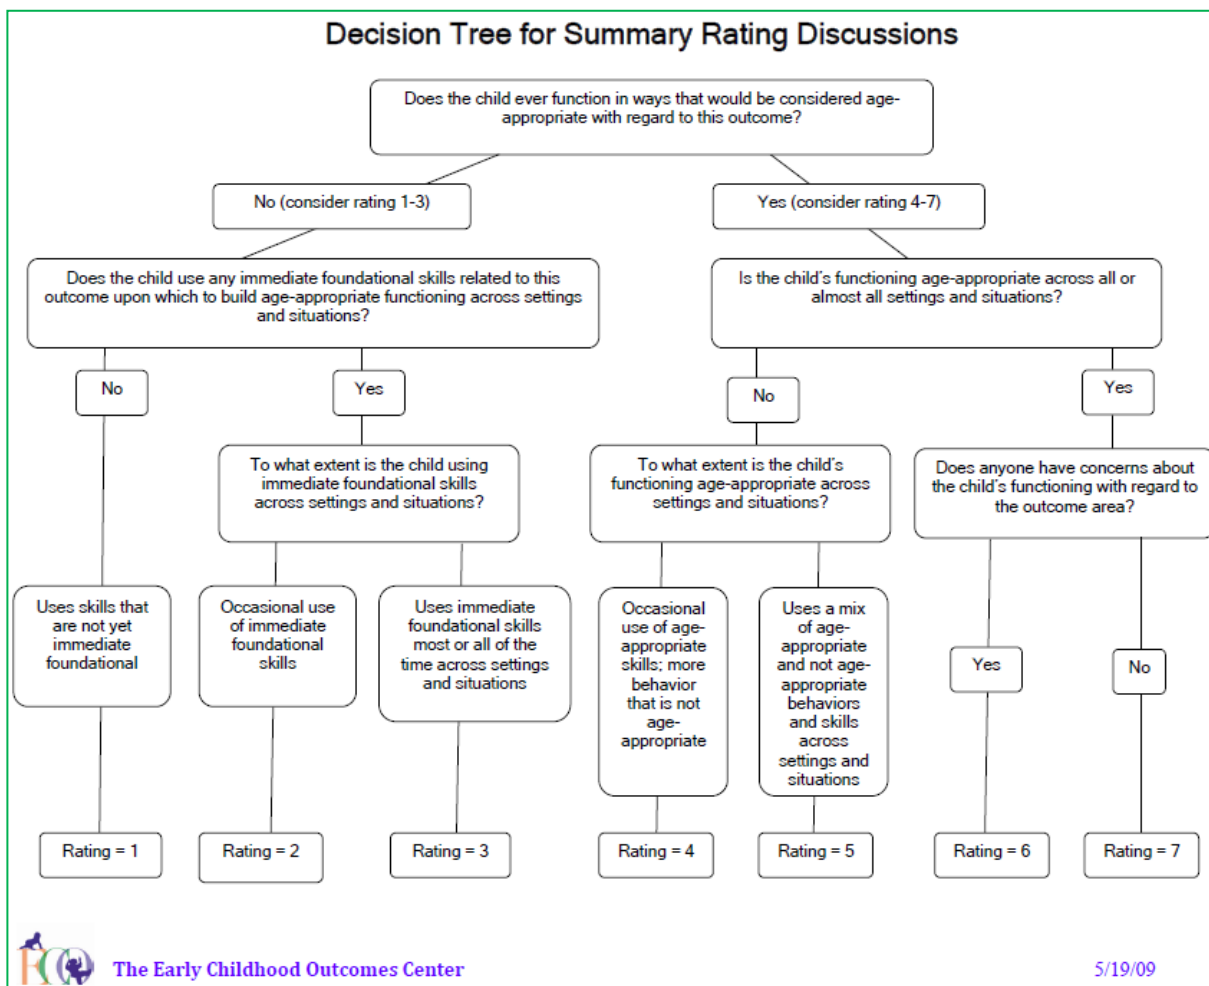 Decision Tree for Summary Rating Discussions
Does the child ever function in ways that would be considered age-
appropriate with regard to this outcome?
No (consider rating 1-3)
Yes (consider rating 4-7)
Does the child use any immediate foundational skills related to this
outcome upon which to build age-appropriate functioning across settings
and situations?
Is the child's functioning age-appropriate across all or
almost all settings and situations?
No
Yes
No
Yes
To what extent is the child using
immediate foundational skills
across settings and situations?
To what extent is the child's
functioning age-appropriate across
settings and situations?
Does anyone have concerns about
the child's functioning with regard to
the outcome area?
Uses skills that
are not yet
immediate
foundational
Occasional use
of immediate
foundational
skills
Uses immediate
foundational skills
most or all of the
time across settings
and situations
Occasional
use of age-
appropriate
skills; more
behavior
that is not
age-
appropriate
Uses a mix
of age-
appropriate
and not age-
appropriate
behaviors
and skills
across
settings and
situations
Yes
No
Rating = 1
Rating = 2
Rating = 3
Rating = 4
Rating = 5
Rating = 6
Rating = 7
ECO
The Early Childhood Outcomes Center
5/19/09